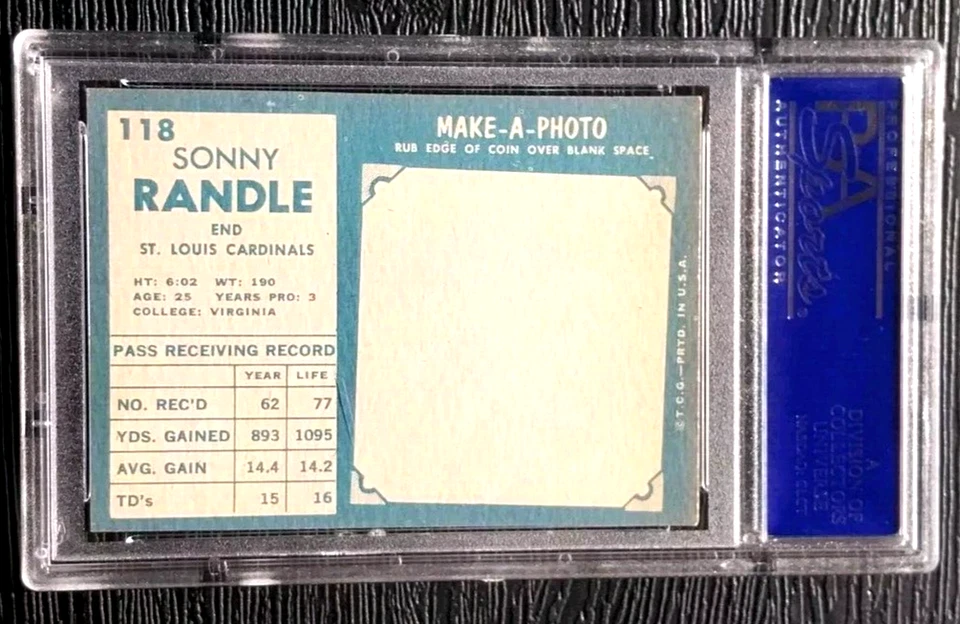 118
SONNY
RANDLE
END
ST. LOUIS CARDINALS
HT: 6:02 WT: 190
AGE: 25 YEARS PRO: 3
COLLEGE: VIRGINIA
PASS RECEIVING RECORD
YEAR LIFE
NO. REC'D 62 77
YDS. GAINED 893 1095
AVG. GAIN 14.4 14.2
TD's 15 16
MAKE-A-PHOTO
RUB EDGE OF COIN OVER BLANK SPACE
© T.C.G.—PRTD. IN U.S.A.
PROFESSIONAL
PSA
Sports
AUTHENTICATOR
A
DIVISION OF
COLLECTORS
UNIVERSE